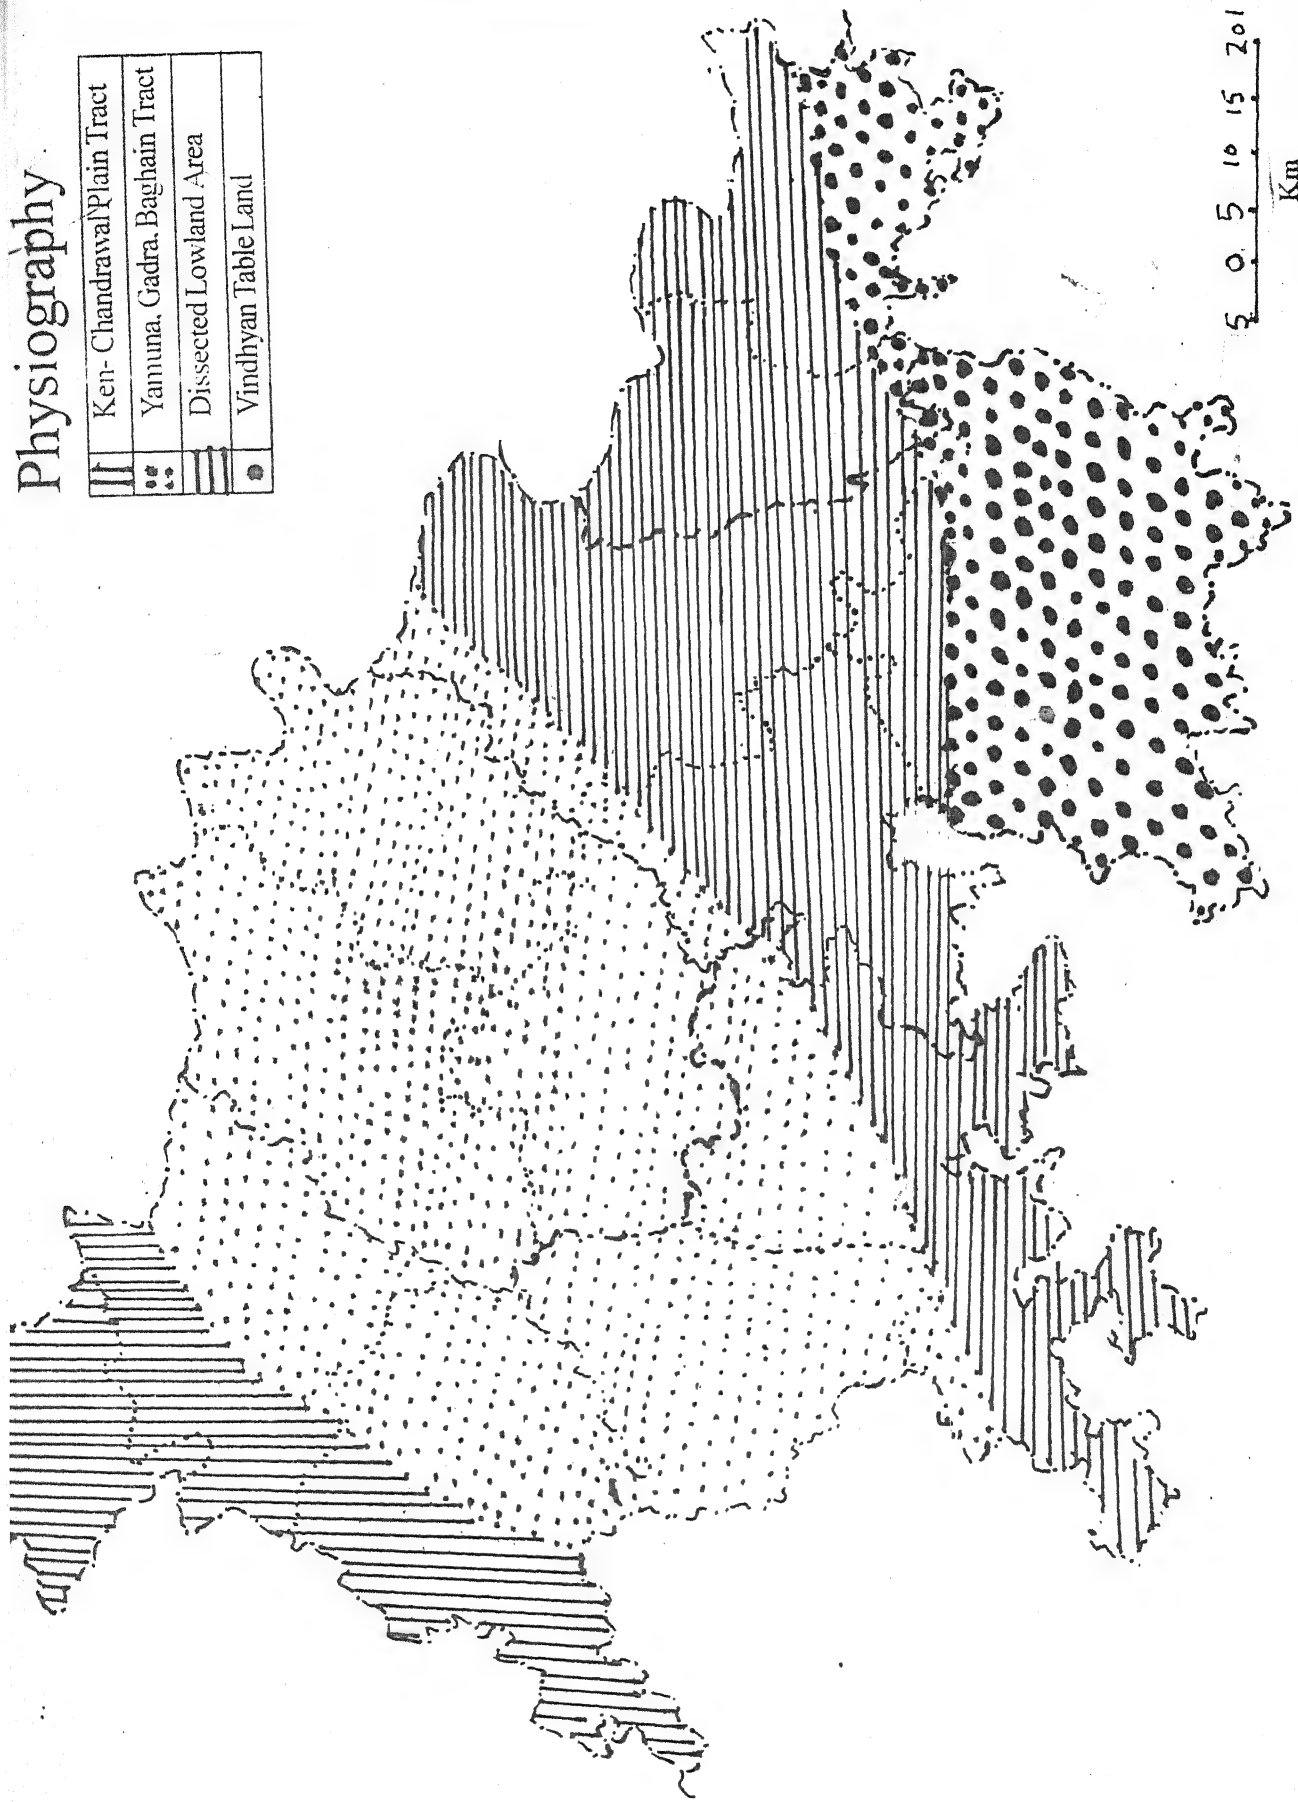 Physiography
Ken- Chandrawal Plain Tract
Yamuna, Gadra, Baghain Tract
Dissected Lowland Area
Vindhyan Table Land
5 0 5 10 15 201
Km